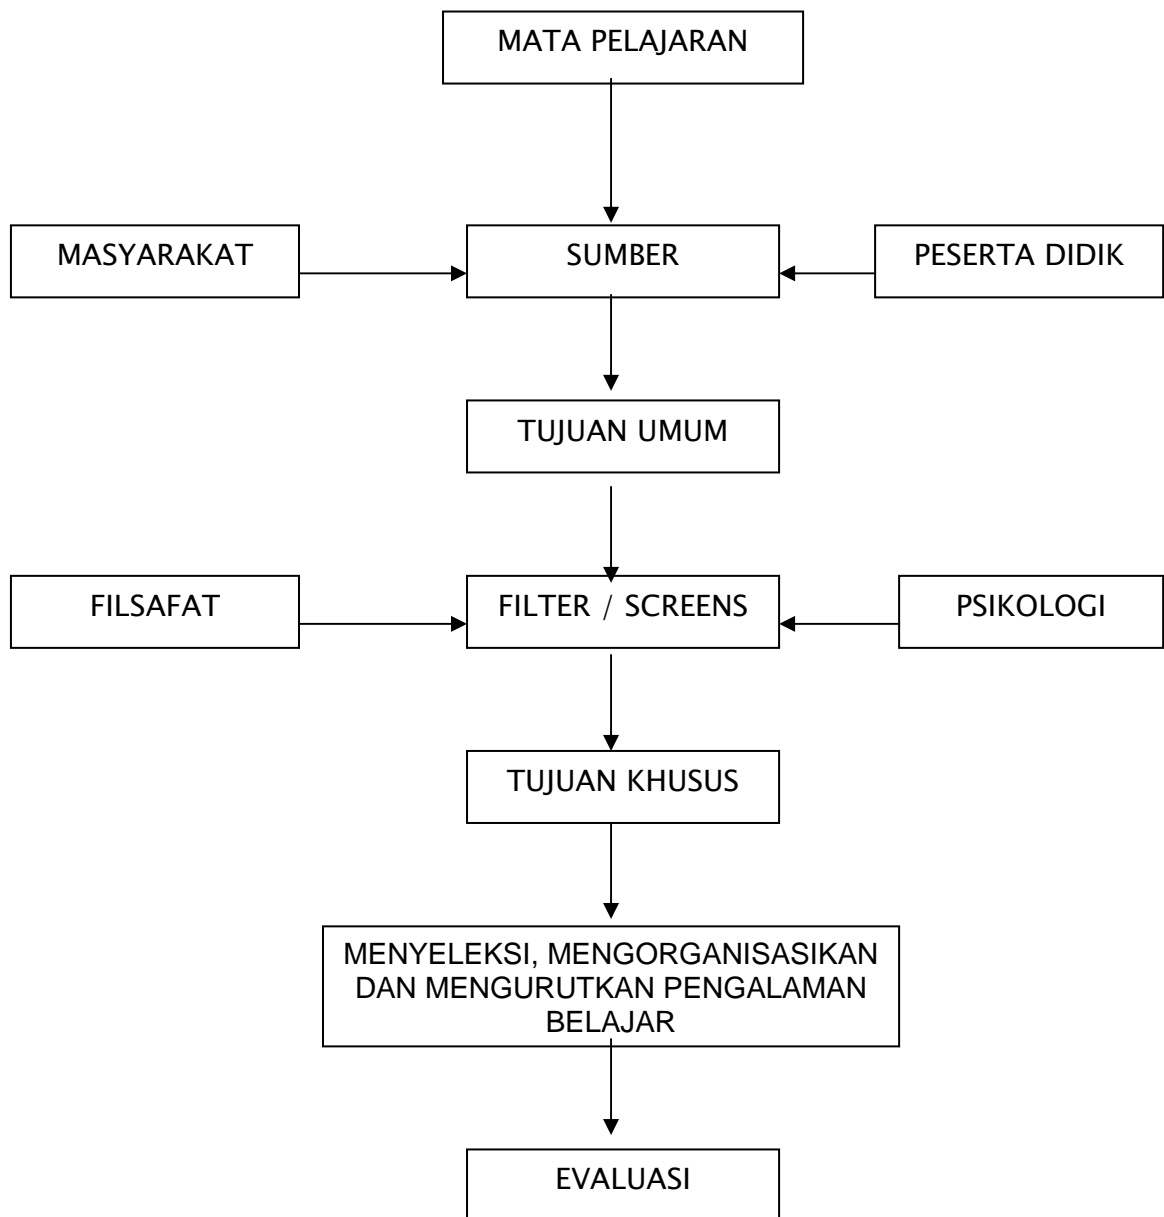 MATA PELAJARAN
MASYARAKAT
SUMBER
PESERTA DIDIK
TUJUAN UMUM
FILSAFAT
FILTER / SCREENS
PSIKOLOGI
TUJUAN KHUSUS
MENYELEKSI, MENGORGANISASIKAN
DAN MENGURUTKAN PENGALAMAN
BELAJAR
EVALUASI